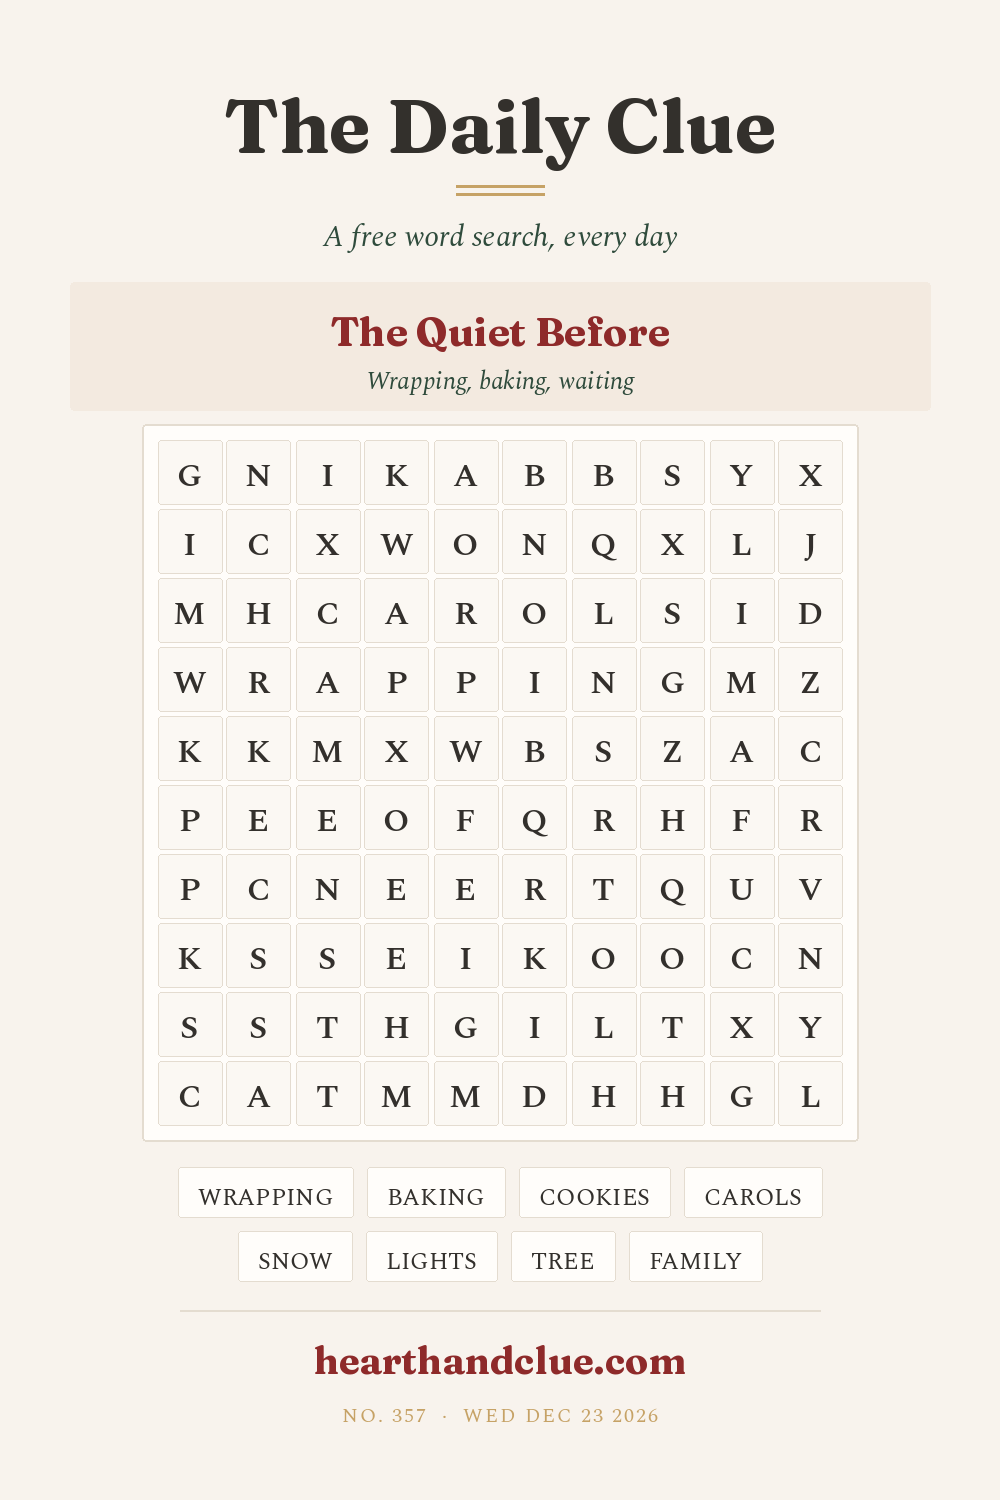 The Daily Clue
A free word search, every day
The Quiet Before
Wrapping, baking, waiting
G N I K A B B S Y X
I C X W O N Q X L J
M H C A R O L S I D
W R A P P I N G M Z
K K M X W B S Z A C
P E E O F Q R H F R
P C N E E R T Q U V
K S S E I K O O C N
S S T H G I L T X Y
C A T M M D H H G L
WRAPPING BAKING COOKIES CAROLS
SNOW LIGHTS TREE FAMILY
hearthandclue.com
NO. 357 · WED DEC 23 2026